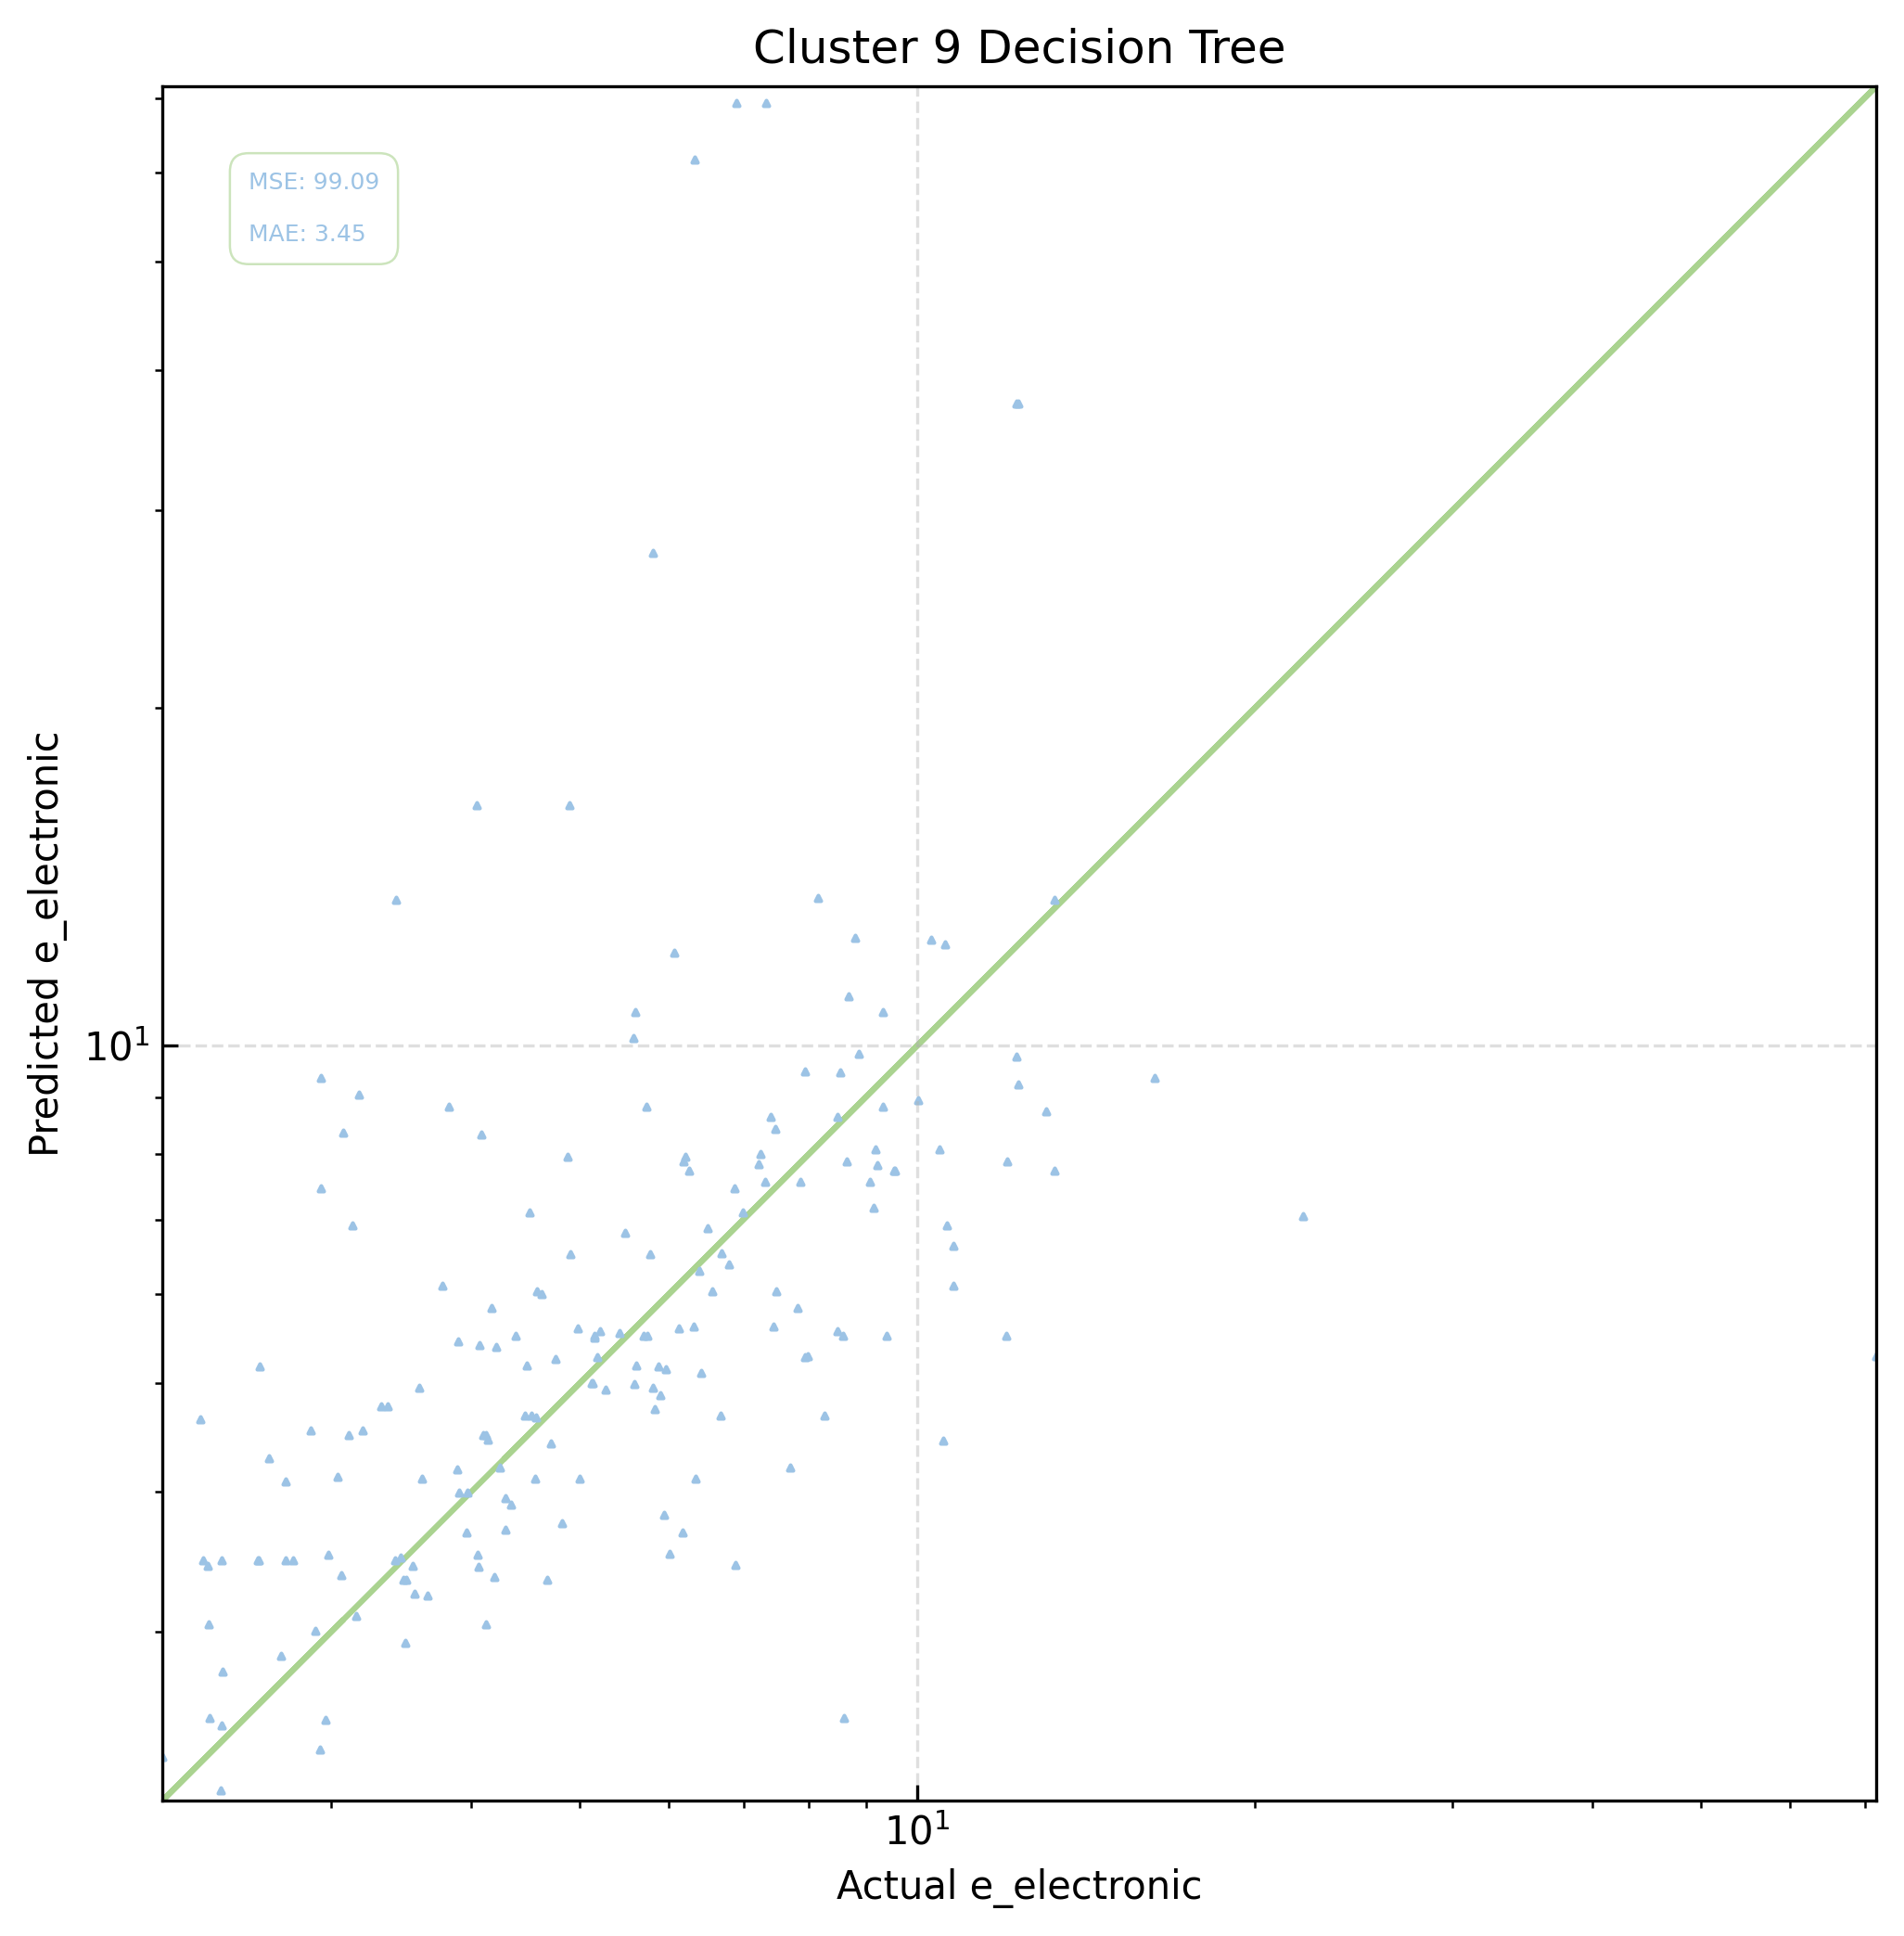 Cluster 9 Decision Tree
MSE: 99.09
MAE: 3.45
Predicted e_electronic
10¹
10¹
Actual e_electronic